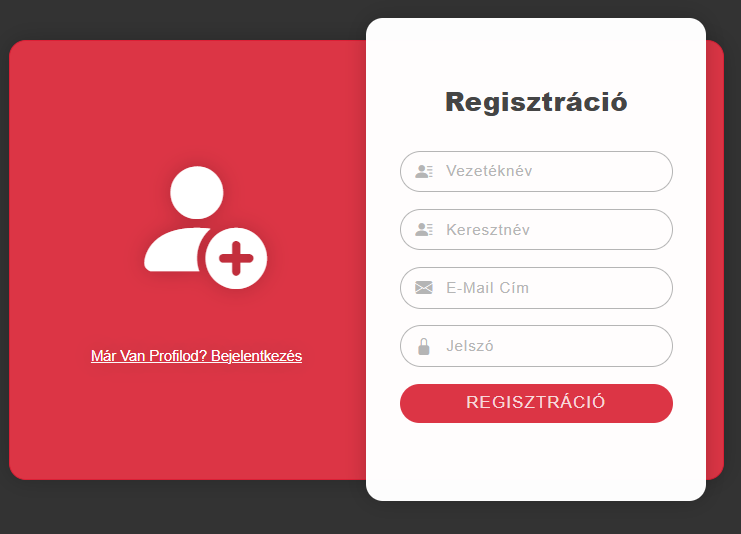 Már Van Profilod? Bejelentkezés
Regisztráció
Vezetéknév
Keresztnév
E-Mail Cím
Jelszó
REGISZTRÁCIÓ